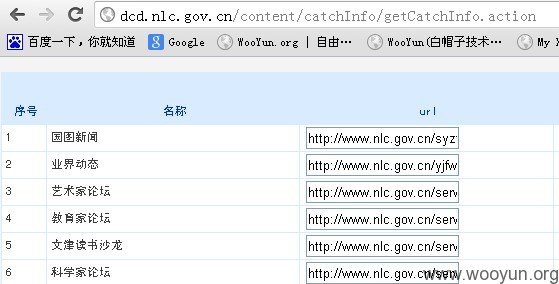 dcd.nlc.gov.cn/content/catchInfo/getCatchInfo.action
百度一下，你就知道 Google WooYun.org | 自由… WooYun(白帽子技术… My X
序号 名称 url
1 国图新闻 http://www.nlc.gov.cn/syzt
2 业界动态 http://www.nlc.gov.cn/yjfw
3 艺术家论坛 http://www.nlc.gov.cn/serv
4 教育家论坛 http://www.nlc.gov.cn/serv
5 文津读书沙龙 http://www.nlc.gov.cn/serv
6 科学家论坛 http://www.nlc.gov.cn/serv
www.wooyun.org